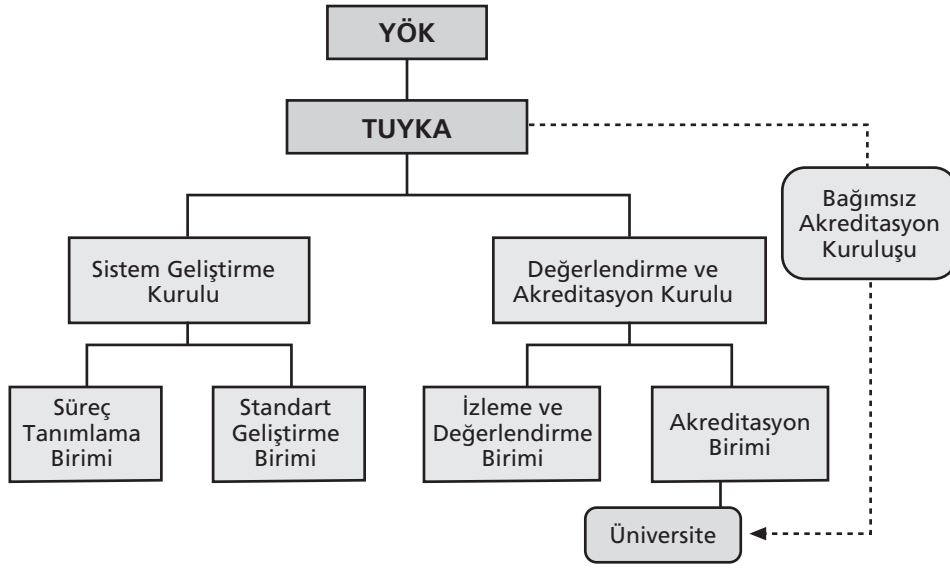 YÖK
TUYKA
Bağımsız
Akreditasyon
Kuruluşu
Sistem Geliştirme
Kurulu
Değerlendirme ve
Akreditasyon Kurulu
Süreç
Tanımlama
Birimi
Standart
Geliştirme
Birimi
İzleme ve
Değerlendirme
Birimi
Akreditasyon
Birimi
Üniversite